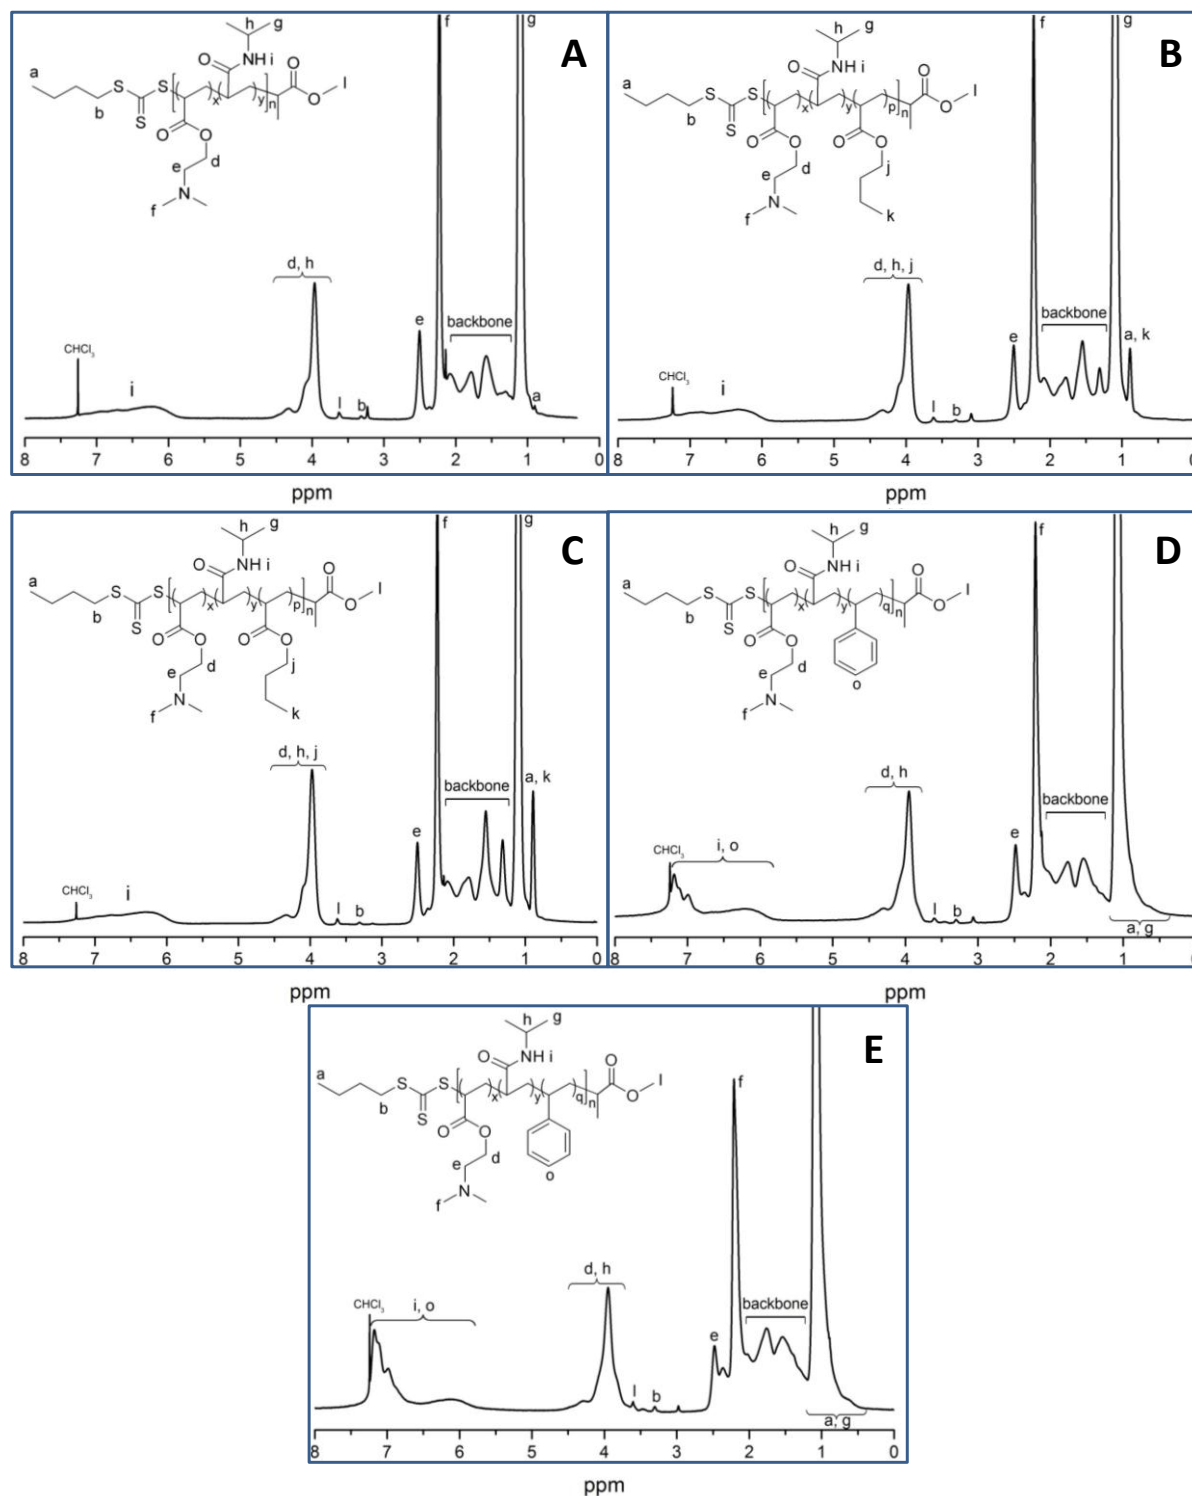 A
h g
O NH i
a S S [ ( )x( )y ]n O
b S O O l
O O d
e
N
f
f
g
d, h
CHCl3
i
l b
e
backbone
a
8 7 6 5 4 3 2 1 0
ppm
B
h g
O NH i
a S S [ ( )x( )y( )p ]n O
b S O O O l
O O d O j
e
N
f k
f
g
d, h, j
CHCl3
i
l b
e
backbone
a, k
8 7 6 5 4 3 2 1 0
ppm
C
h g
O NH i
a S S [ ( )x( )y( )p ]n O
b S O O O l
O O d O j
e
N
f k
f
g
d, h, j
CHCl3
i
l b
e
backbone
a, k
8 7 6 5 4 3 2 1 0
ppm
D
h g
O NH i
a S S [ ( )x( )y( )q ]n O
b S O O l
O d
e o
N
f
f
d, h
CHCl3
i, o
l b
e
backbone
a, g
8 7 6 5 4 3 2 1 0
ppm
E
h g
O NH i
a S S [ ( )x( )y( )q ]n O
b S O O l
O d
e o
N
f
f
d, h
CHCl3
i, o
l b
e
backbone
a, g
8 7 6 5 4 3 2 1 0
ppm